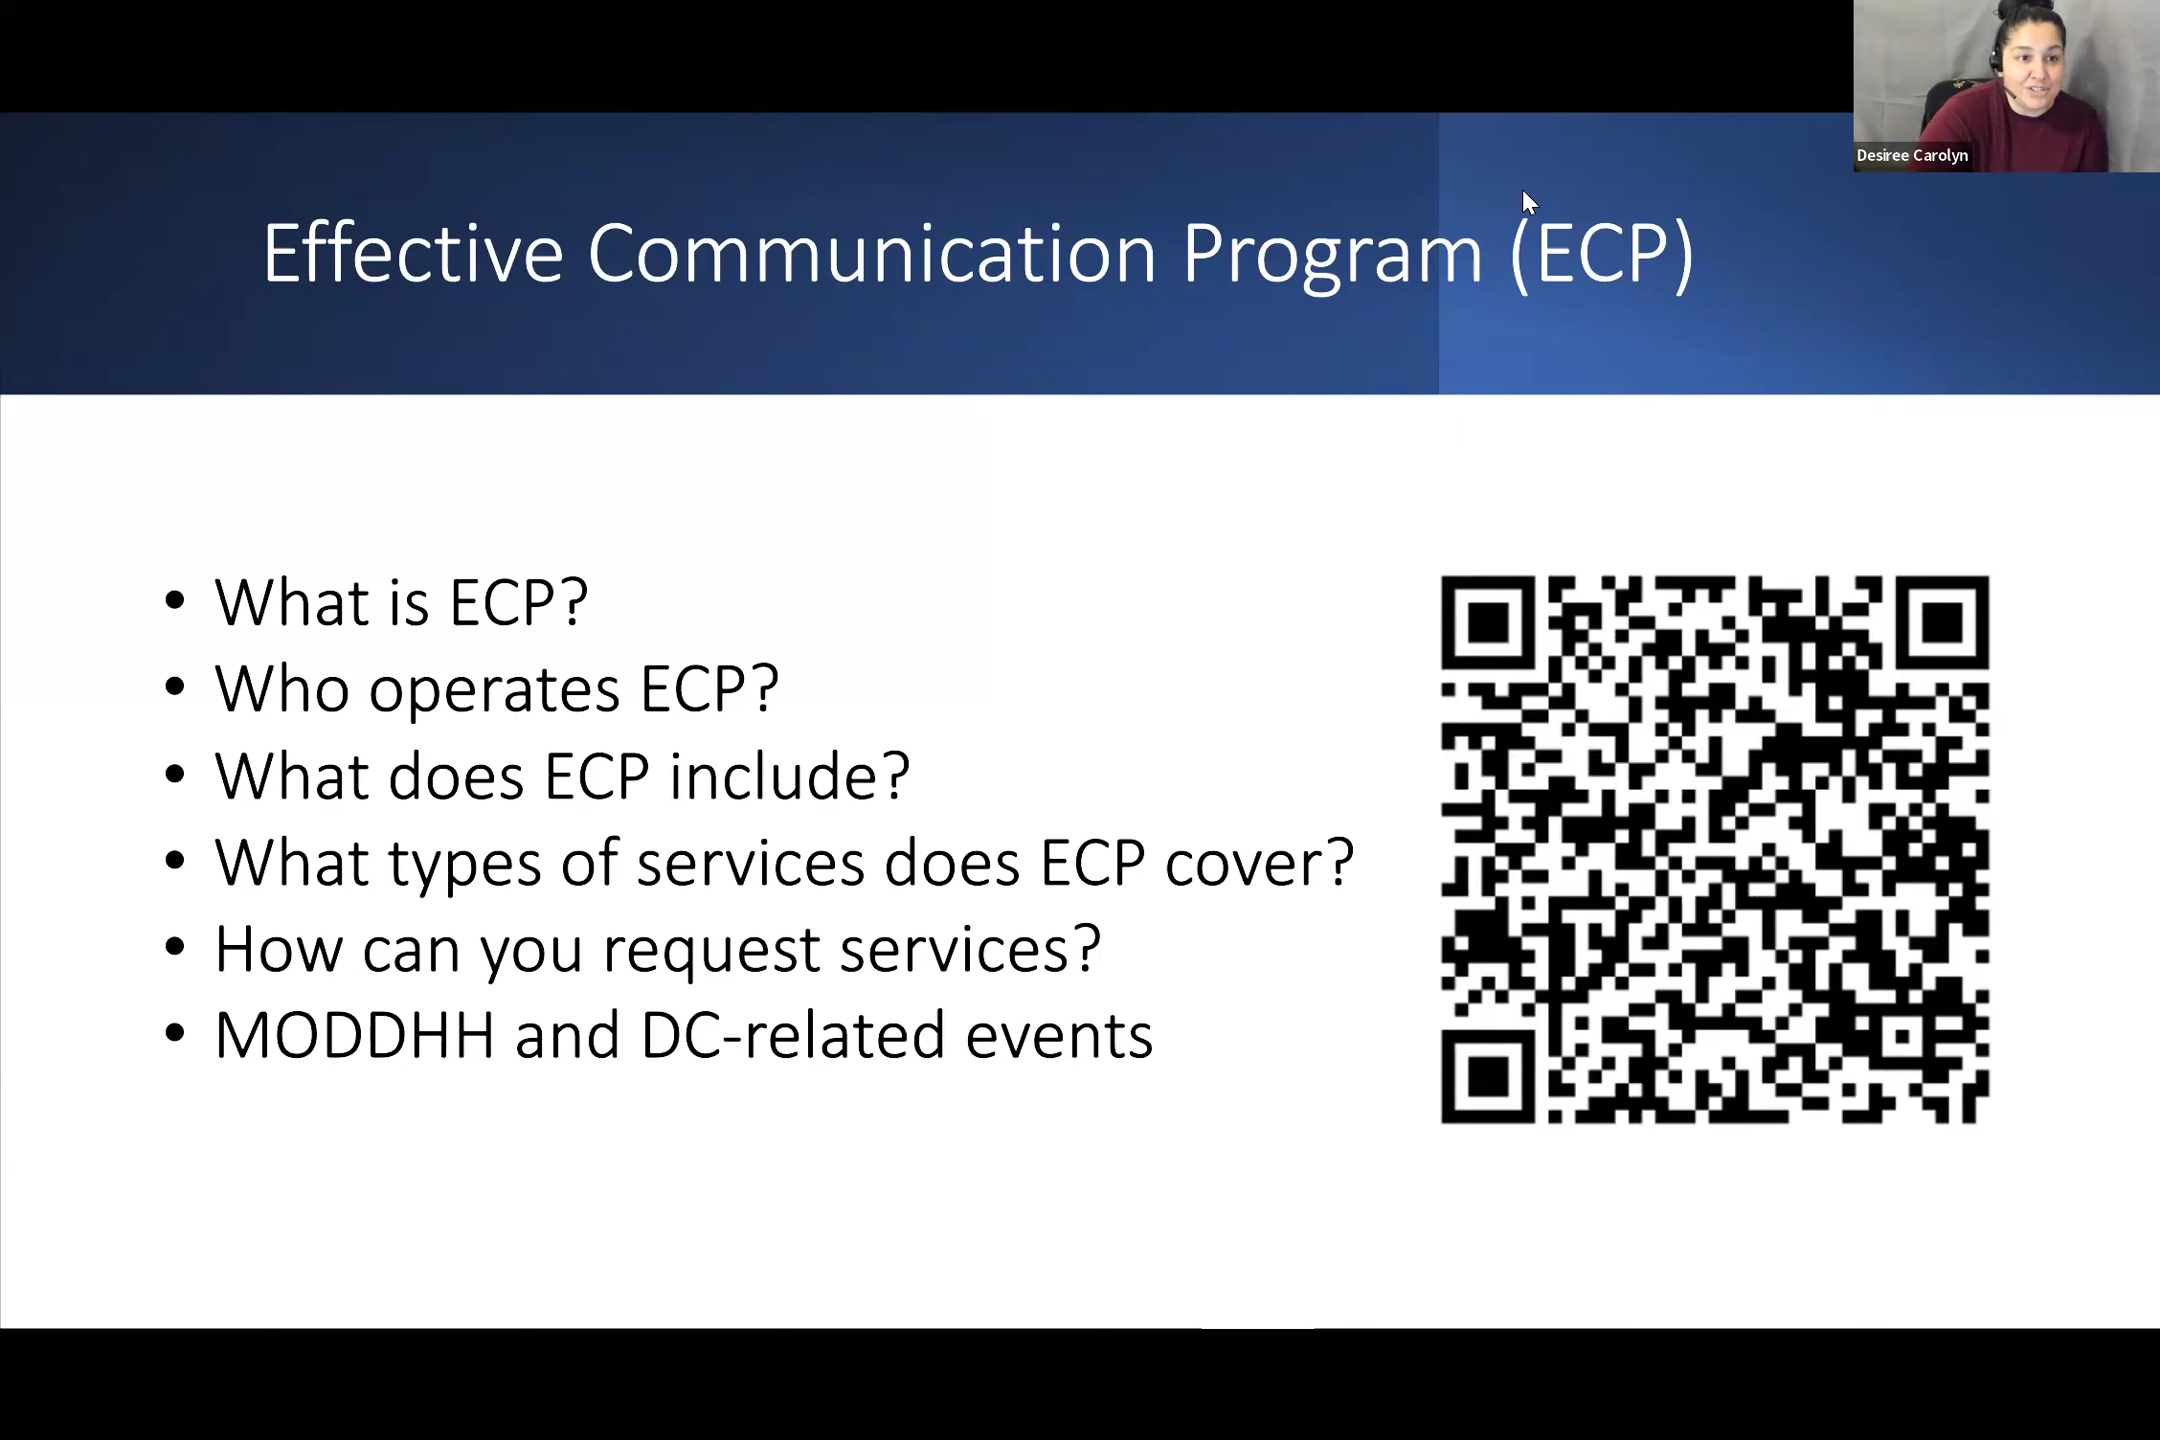 Desiree Carolyn
Effective Communication Program (ECP)
• What is ECP?
• Who operates ECP?
• What does ECP include?
• What types of services does ECP cover?
• How can you request services?
• MODDHH and DC-related events